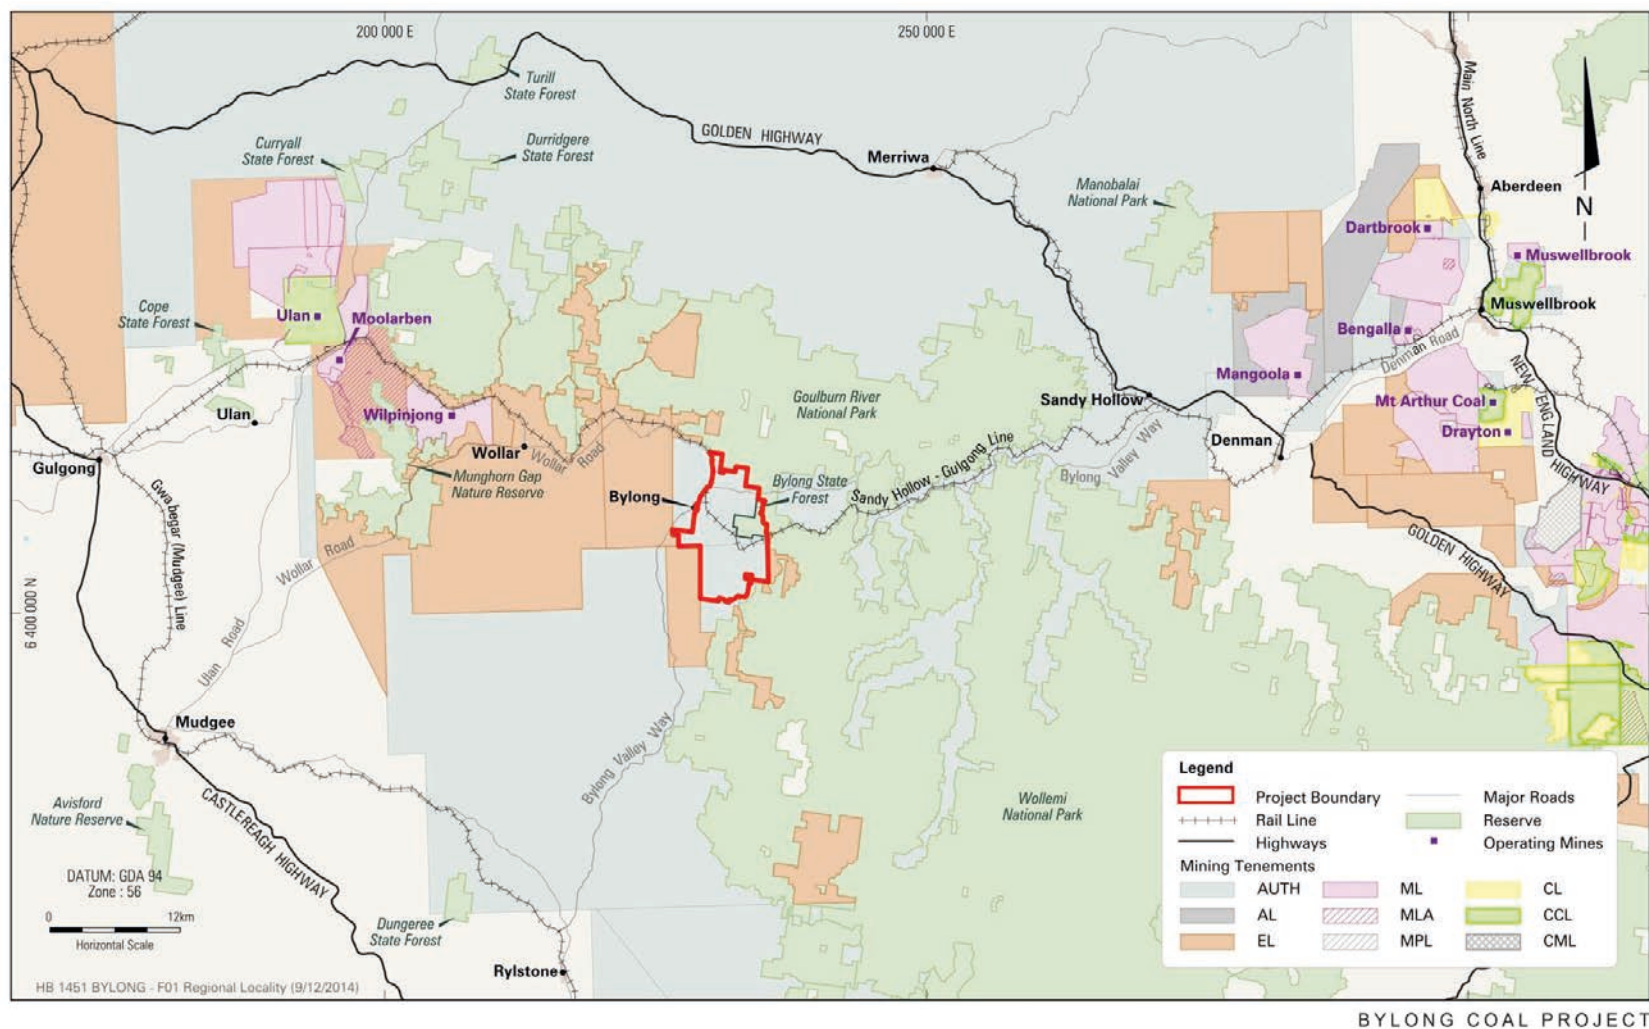 200 000 E
250 000 E
Turill
State Forest
GOLDEN HIGHWAY
Main North Line
Curryall
State Forest
Durridgere
State Forest
Merriwa
Manobalai
National Park
Aberdeen
N
Dartbrook
Muswellbrook
Cope
State Forest
Ulan
Moolarben
Muswellbrook
Bengalla
Denman Road
Mangoola
NEW ENGLAND HIGHWAY
Goulburn River
National Park
Sandy Hollow
Mt Arthur Coal
Ulan
Wilpinjong
Drayton
Denman
Gulgong
Wollar
Wollar Road
Sandy Hollow - Gulgong Line
Bylong Valley Way
Munghorn Gap
Nature Reserve
Bylong State
Forest
Bylong
Gwabegar (Mudgee) Line
Wollar Road
GOLDEN HIGHWAY
6 400 000 N
Ulan Road
Mudgee
Bylong Valley Way
Avisford
Nature Reserve
CASTLEREAGH HIGHWAY
Wollemi
National Park
DATUM: GDA 94
Zone : 56
0 12km
Horizontal Scale
Dungeree
State Forest
Rylstone
HB 1451 BYLONG - F01 Regional Locality (9/12/2014)
Legend
Project Boundary
Major Roads
Rail Line
Reserve
Highways
Operating Mines
Mining Tenements
AUTH
ML
CL
AL
MLA
CCL
EL
MPL
CML
BYLONG COAL PROJECT